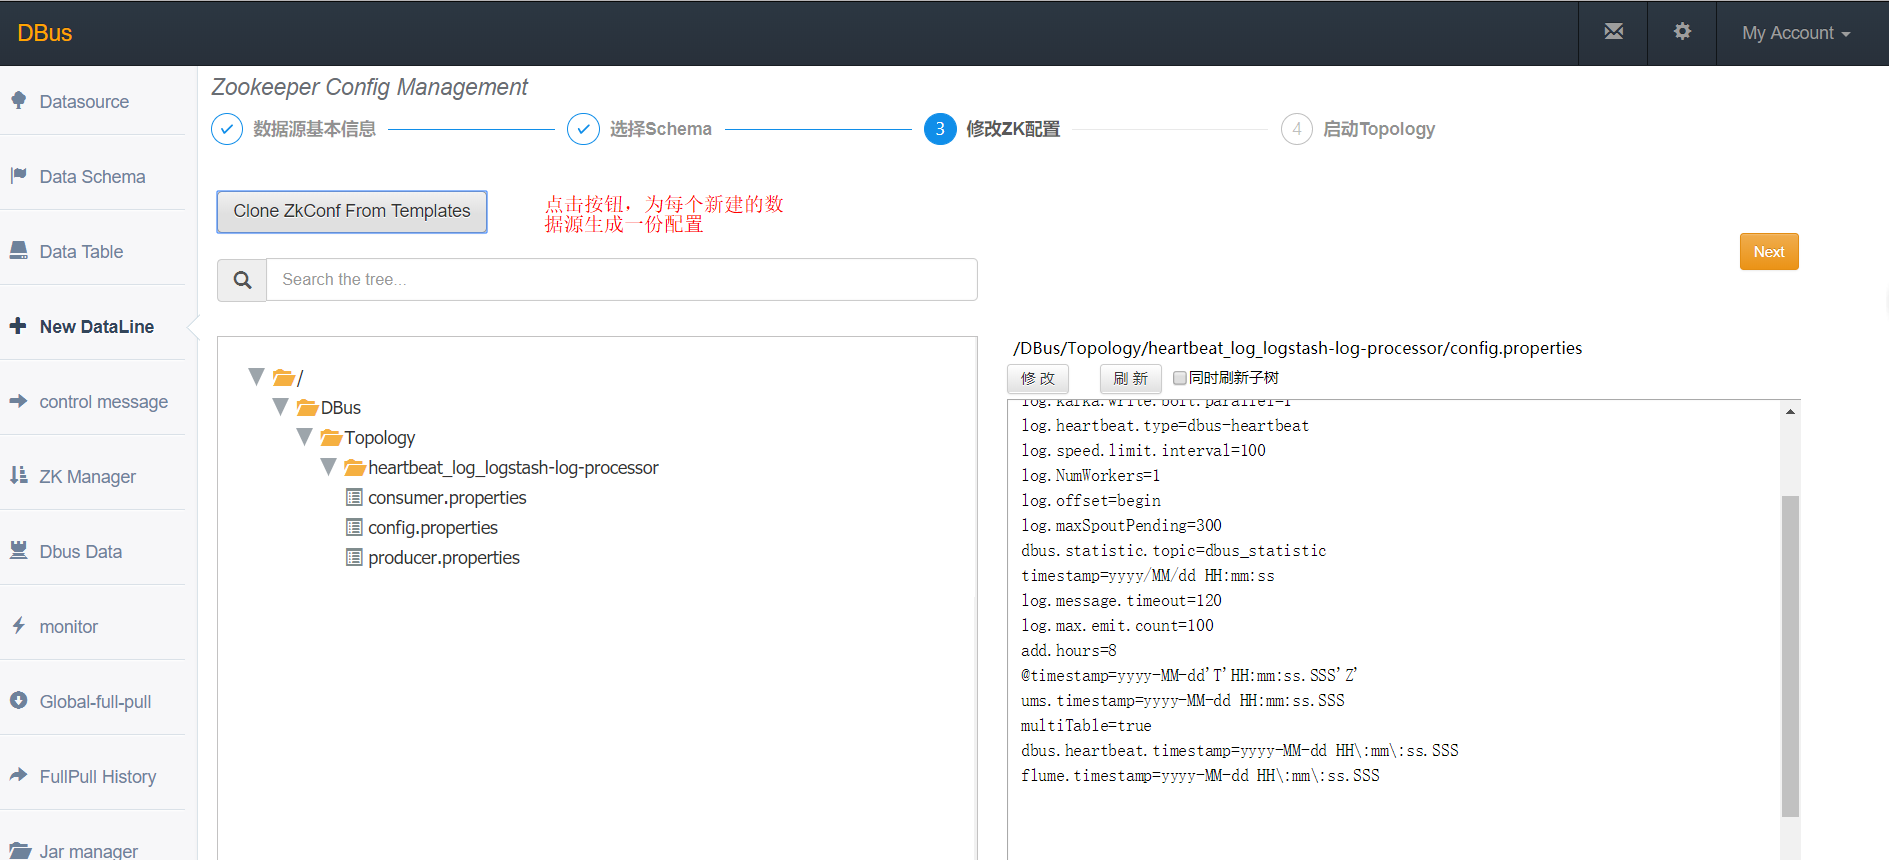 DBus
My Account
Datasource
Data Schema
Data Table
New DataLine
control message
ZK Manager
Dbus Data
monitor
Global-full-pull
FullPull History
Jar manager
Zookeeper Config Management
数据源基本信息
选择Schema
3 修改ZK配置
4 启动Topology
Clone ZkConf From Templates
点击按钮，为每个新建的数
据源生成一份配置
Next
Search the tree...
/
DBus
Topology
heartbeat_log_logstash-log-processor
consumer.properties
config.properties
producer.properties
/DBus/Topology/heartbeat_log_logstash-log-processor/config.properties
修 改
刷 新
同时刷新子树
log.kafka.write.bolt.parallel=1
log.heartbeat.type=dbus-heartbeat
log.speed.limit.interval=100
log.NumWorkers=1
log.offset=begin
log.maxSpoutPending=300
dbus.statistic.topic=dbus_statistic
timestamp=yyyy/MM/dd HH:mm:ss
log.message.timeout=120
log.max.emit.count=100
add.hours=8
@timestamp=yyyy-MM-dd'T'HH:mm:ss.SSS'Z'
ums.timestamp=yyyy-MM-dd HH:mm:ss.SSS
multiTable=true
dbus.heartbeat.timestamp=yyyy-MM-dd HH\:mm\:ss.SSS
flume.timestamp=yyyy-MM-dd HH\:mm\:ss.SSS